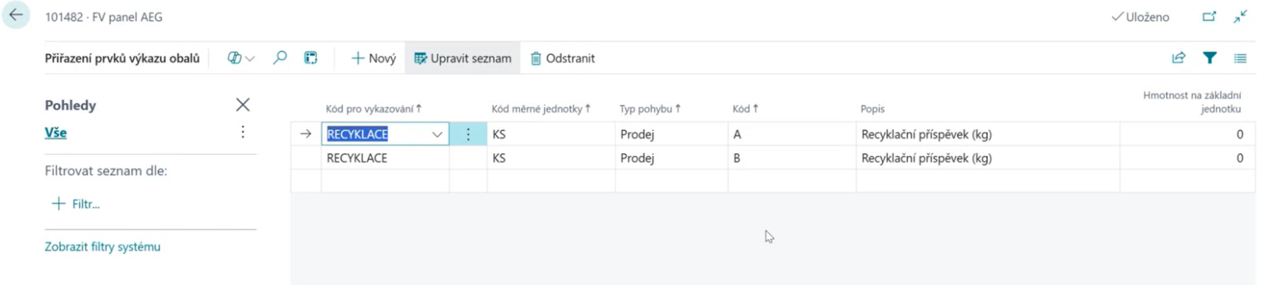 101482 · FV panel AEG
Uloženo
Přiřazení prvků výkazu obalů
Nový
Upravit seznam
Odstranit
Pohledy
Vše
Filtrovat seznam dle:
Filtr...
Zobrazit filtry systému
Kód pro vykazování ↑ Kód měrné jednotky ↑ Typ pohybu ↑ Kód ↑ Popis Hmotnost na základní jednotku
RECYKLACE KS Prodej A Recyklační příspěvek (kg) 0
RECYKLACE KS Prodej B Recyklační příspěvek (kg) 0